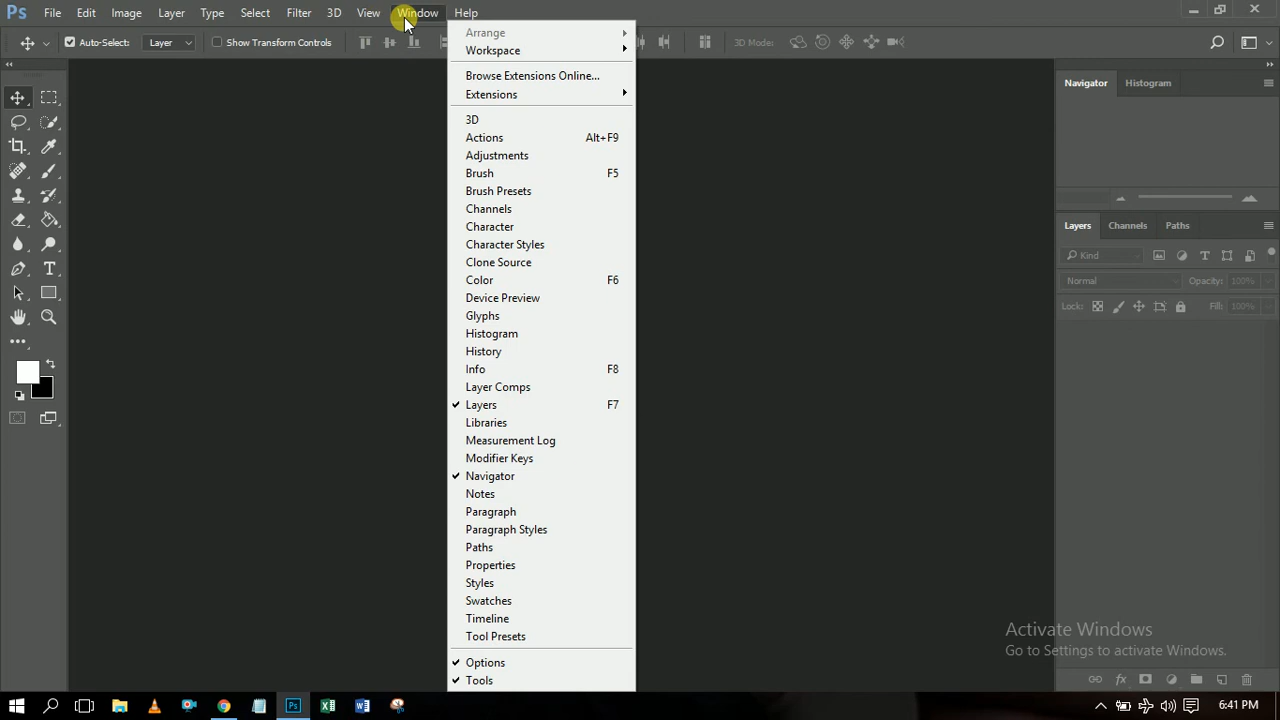 Ps File Edit Image Layer Type Select Filter 3D View Window Help
Auto-Select: Layer Show Transform Controls 3D Mode:
Arrange
Workspace
Browse Extensions Online...
Extensions
3D
Actions Alt+F9
Adjustments
Brush F5
Brush Presets
Channels
Character
Character Styles
Clone Source
Color F6
Device Preview
Glyphs
Histogram
History
Info F8
Layer Comps
Layers F7
Libraries
Measurement Log
Modifier Keys
Navigator
Notes
Paragraph
Paragraph Styles
Paths
Properties
Styles
Swatches
Timeline
Tool Presets
Options
Tools
Navigator Histogram
Layers Channels Paths
Kind
Normal Opacity: 100%
Lock: Fill: 100%
Activate Windows
Go to Settings to activate Windows.
6:41 PM